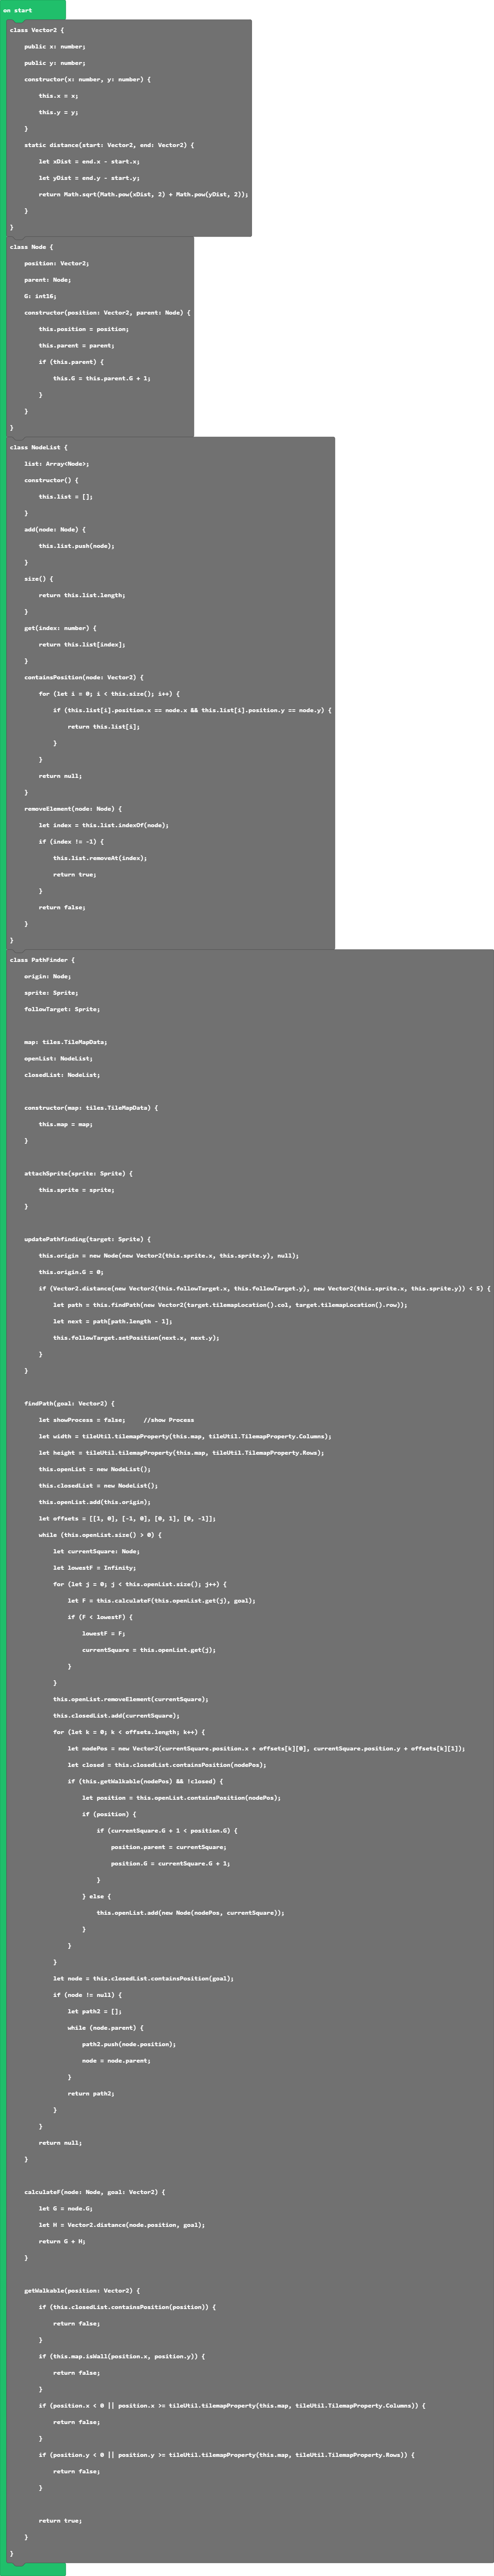 on start
class Vector2 {
public x: number;
public y: number;
constructor(x: number, y: number) {
this.x = x;
this.y = y;
}
static distance(start: Vector2, end: Vector2) {
let xDist = end.x - start.x;
let yDist = end.y - start.y;
return Math.sqrt(Math.pow(xDist, 2) + Math.pow(yDist, 2));
}
}
class Node {
position: Vector2;
parent: Node;
G: int16;
constructor(position: Vector2, parent: Node) {
this.position = position;
this.parent = parent;
if (this.parent) {
this.G = this.parent.G + 1;
}
}
}
class NodeList {
list: Array<Node>;
constructor() {
this.list = [];
}
add(node: Node) {
this.list.push(node);
}
size() {
return this.list.length;
}
get(index: number) {
return this.list[index];
}
containsPosition(node: Vector2) {
for (let i = 0; i < this.size(); i++) {
if (this.list[i].position.x == node.x && this.list[i].position.y == node.y) {
return this.list[i];
}
}
return null;
}
removeElement(node: Node) {
let index = this.list.indexOf(node);
if (index != -1) {
this.list.removeAt(index);
return true;
}
return false;
}
}
class PathFinder {
origin: Node;
sprite: Sprite;
followTarget: Sprite;
map: tiles.TileMapData;
openList: NodeList;
closedList: NodeList;
constructor(map: tiles.TileMapData) {
this.map = map;
}
attachSprite(sprite: Sprite) {
this.sprite = sprite;
}
updatePathfinding(target: Sprite) {
this.origin = new Node(new Vector2(this.sprite.x, this.sprite.y), null);
this.origin.G = 0;
if (Vector2.distance(new Vector2(this.followTarget.x, this.followTarget.y), new Vector2(this.sprite.x, this.sprite.y)) < 5) {
let path = this.findPath(new Vector2(target.tilemapLocation().col, target.tilemapLocation().row));
let next = path[path.length - 1];
this.followTarget.setPosition(next.x, next.y);
}
}
findPath(goal: Vector2) {
let showProcess = false; //show Process
let width = tileUtil.tilemapProperty(this.map, tileUtil.TilemapProperty.Columns);
let height = tileUtil.tilemapProperty(this.map, tileUtil.TilemapProperty.Rows);
this.openList = new NodeList();
this.closedList = new NodeList();
this.openList.add(this.origin);
let offsets = [[1, 0], [-1, 0], [0, 1], [0, -1]];
while (this.openList.size() > 0) {
let currentSquare: Node;
let lowestF = Infinity;
for (let j = 0; j < this.openList.size(); j++) {
let F = this.calculateF(this.openList.get(j), goal);
if (F < lowestF) {
lowestF = F;
currentSquare = this.openList.get(j);
}
}
this.openList.removeElement(currentSquare);
this.closedList.add(currentSquare);
for (let k = 0; k < offsets.length; k++) {
let nodePos = new Vector2(currentSquare.position.x + offsets[k][0], currentSquare.position.y + offsets[k][1]);
let closed = this.closedList.containsPosition(nodePos);
if (this.getWalkable(nodePos) && !closed) {
let position = this.openList.containsPosition(nodePos);
if (position) {
if (currentSquare.G + 1 < position.G) {
position.parent = currentSquare;
position.G = currentSquare.G + 1;
}
} else {
this.openList.add(new Node(nodePos, currentSquare));
}
}
}
let node = this.closedList.containsPosition(goal);
if (node != null) {
let path2 = [];
while (node.parent) {
path2.push(node.position);
node = node.parent;
}
return path2;
}
}
return null;
}
calculateF(node: Node, goal: Vector2) {
let G = node.G;
let H = Vector2.distance(node.position, goal);
return G + H;
}
getWalkable(position: Vector2) {
if (this.closedList.containsPosition(position)) {
return false;
}
if (this.map.isWall(position.x, position.y)) {
return false;
}
if (position.x < 0 || position.x >= tileUtil.tilemapProperty(this.map, tileUtil.TilemapProperty.Columns)) {
return false;
}
if (position.y < 0 || position.y >= tileUtil.tilemapProperty(this.map, tileUtil.TilemapProperty.Rows)) {
return false;
}
return true;
}
}